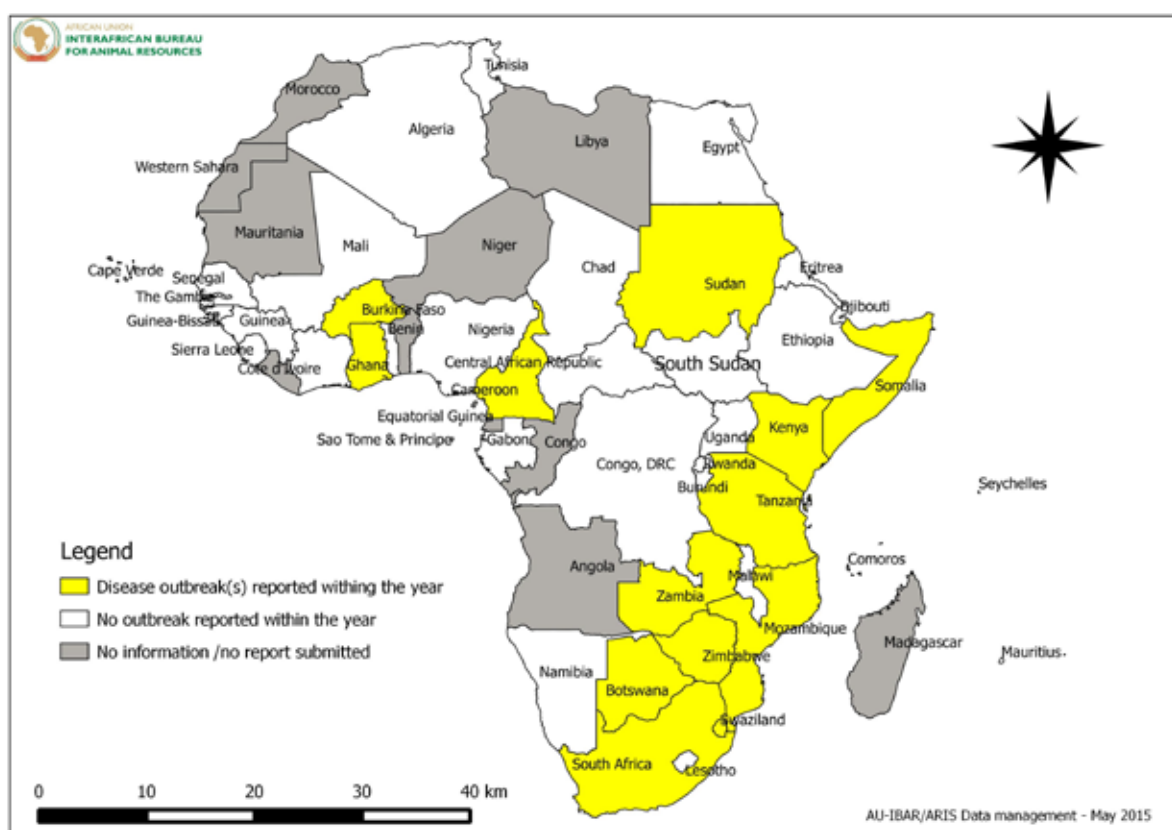 AFRICAN UNION
INTERAFRICAN BUREAU
FOR ANIMAL RESOURCES
Tunisia
Morocco
Algeria
Libya
Egypt
Western Sahara
Mauritania
Mali
Niger
Chad
Sudan
Eritrea
Cape Verde
Senegal
The Gambia
Guinea-Bissau
Guinea
Sierra Leone
Cote d'Ivoire
Burkina Faso
Benin
Ghana
Nigeria
Djibouti
Ethiopia
Central African Republic
South Sudan
Somalia
Cameroon
Equatorial Guinea
Sao Tome & Principe
Gabon
Congo
Uganda
Kenya
Congo, DRC
Rwanda
Burundi
Tanzania
Seychelles
Comoros
Angola
Malawi
Zambia
Mozambique
Madagascar
Mauritius
Zimbabwe
Namibia
Botswana
Swaziland
South Africa
Lesotho
Legend
Disease outbreak(s) reported withing the year
No outbreak reported within the year
No information /no report submitted
0 10 20 30 40 km
AU-IBAR/ARIS Data management - May 2015